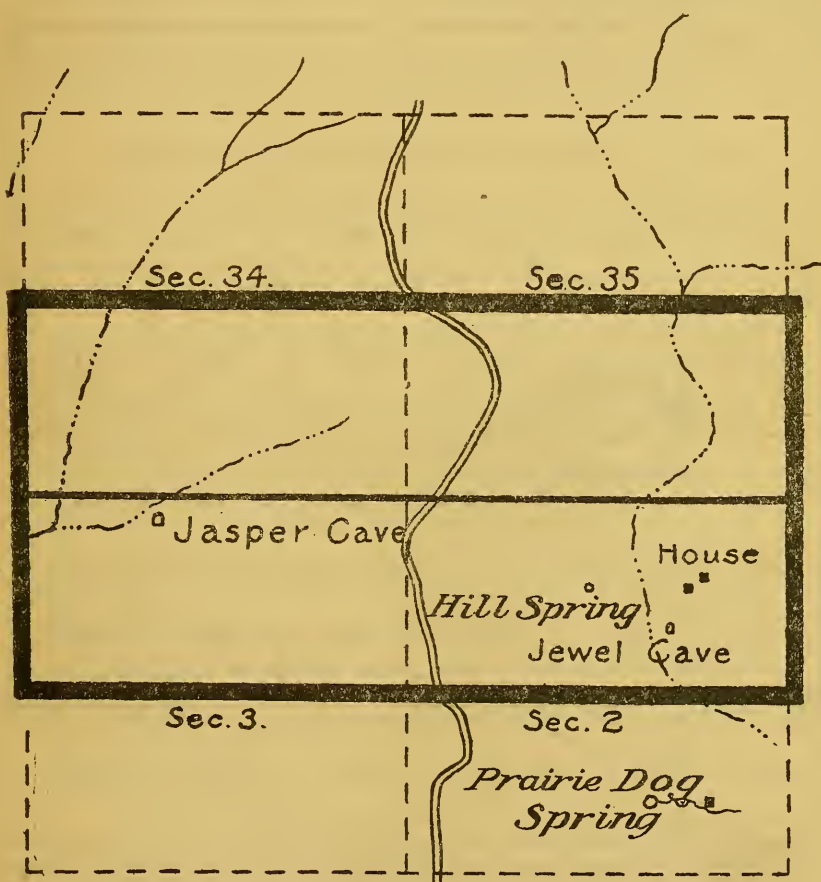 Sec. 34.
Sec. 35
Jasper Cave
House
Hill Spring
Jewel Cave
Sec. 3.
Sec. 2
Prairie Dog
Spring